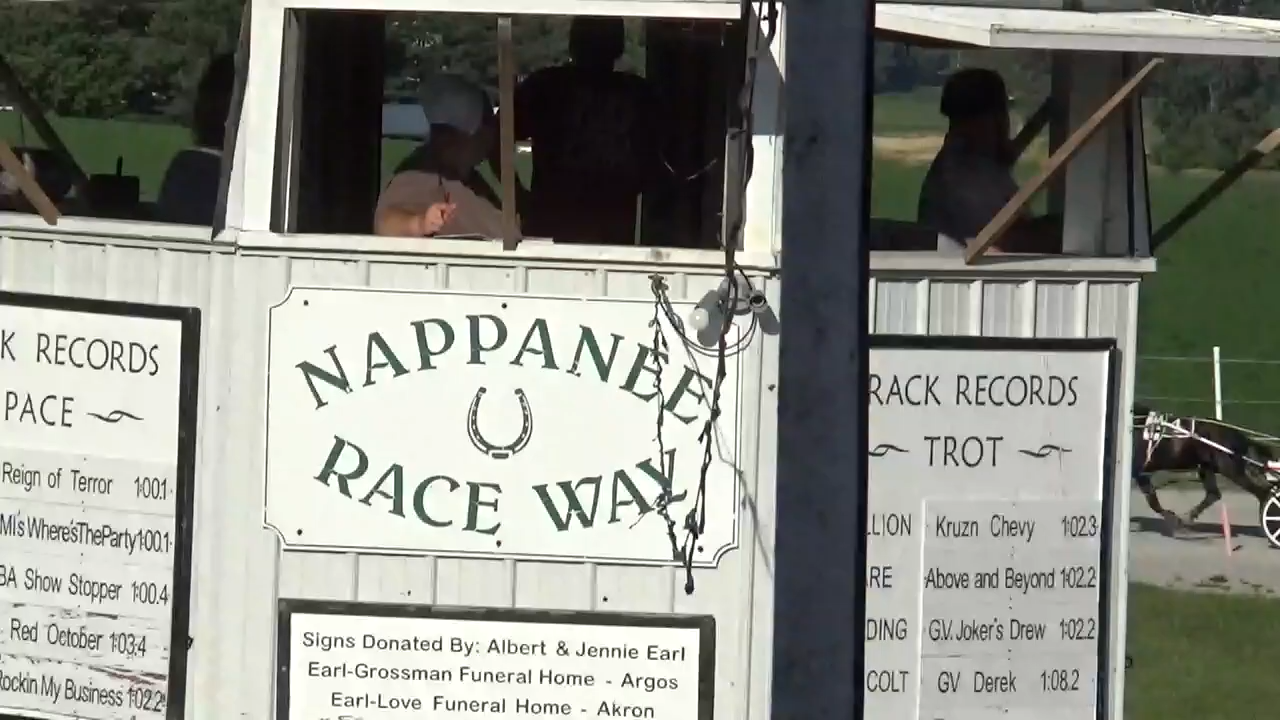 K RECORDS
PACE
Reign of Terror 1:00.1
MI's Where'sTheParty 1:00.1
BA Show Stopper 1:00.4
Red October 1:03:4
Rockin My Business 1:02.2
NAPPANEE
RACE WAY
Signs Donated By: Albert & Jennie Earl
Earl-Grossman Funeral Home - Argos
Earl-Love Funeral Home - Akron
RACK RECORDS
TROT
LLION Kruzn Chevy 1:02.3
RE Above and Beyond 1:02.2
DING G.V. Joker's Drew 1:02.2
COLT GV Derek 1:08.2